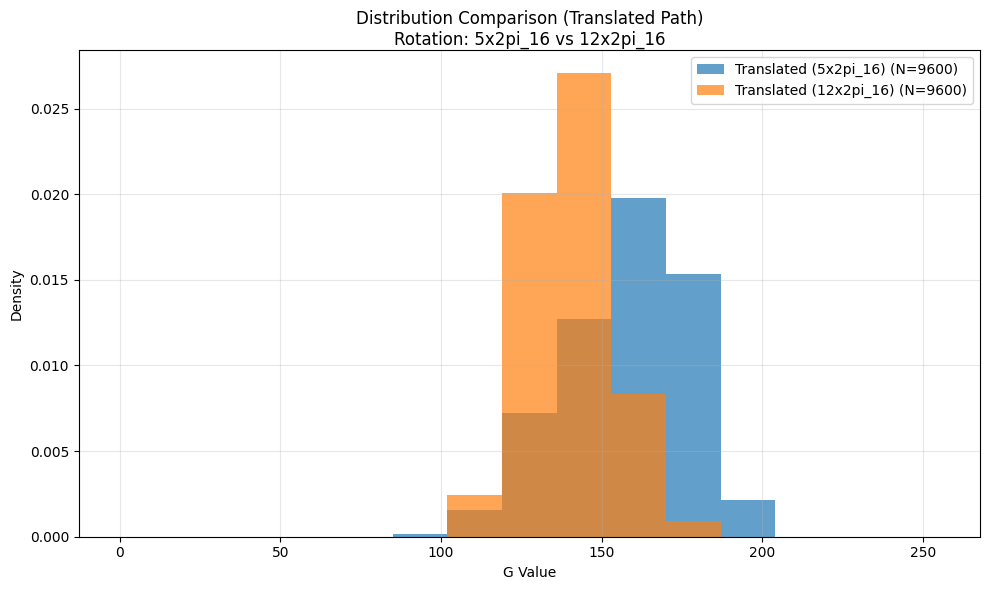 Distribution Comparison (Translated Path)
Rotation: 5x2pi_16 vs 12x2pi_16
Translated (5x2pi_16) (N=9600)
Translated (12x2pi_16) (N=9600)
0.025
0.020
0.015
0.010
0.005
0.000
Density
0 50 100 150 200 250
G Value